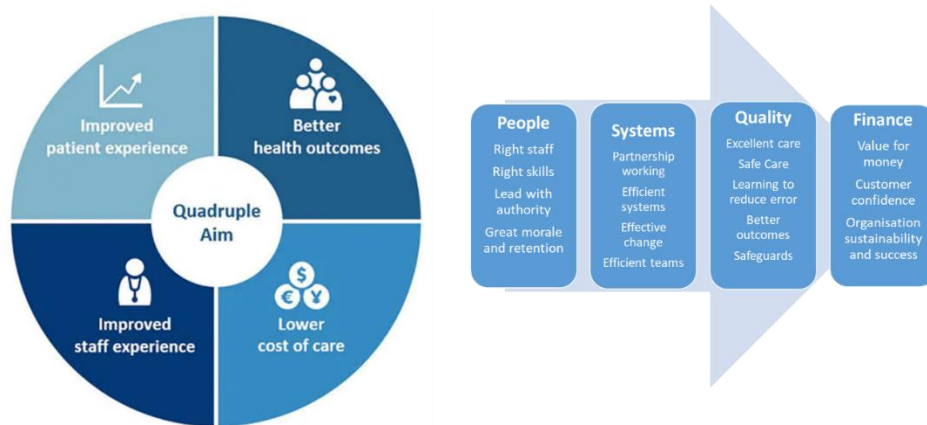 Improved
patient experience
Better
health outcomes
Quadruple
Aim
Improved
staff experience
$
€ ¥
Lower
cost of care
People
Right staff
Right skills
Lead with
authority
Great morale
and retention
Systems
Partnership
working
Efficient
systems
Effective
change
Efficient teams
Quality
Excellent care
Safe Care
Learning to
reduce error
Better
outcomes
Safeguards
Finance
Value for
money
Customer
confidence
Organisation
sustainability
and success